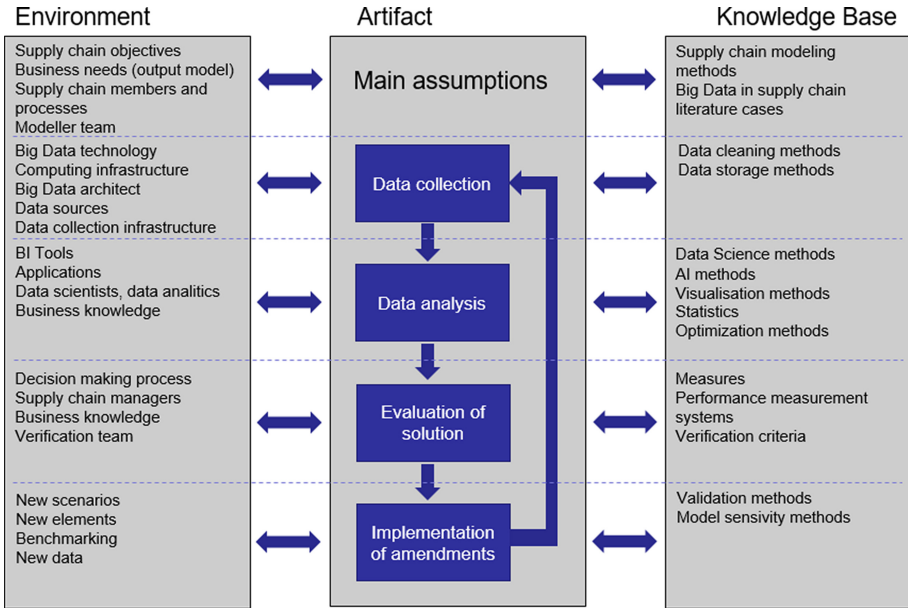 Environment
Artifact
Knowledge Base
Supply chain objectives
Business needs (output model)
Supply chain members and
processes
Modeller team
Main assumptions
Supply chain modeling
methods
Big Data in supply chain
literature cases
Big Data technology
Computing infrastructure
Big Data architect
Data sources
Data collection infrastructure
Data collection
Data cleaning methods
Data storage methods
BI Tools
Applications
Data scientists, data analitics
Business knowledge
Data analysis
Data Science methods
AI methods
Visualisation methods
Statistics
Optimization methods
Decision making process
Supply chain managers
Business knowledge
Verification team
Evaluation of
solution
Measures
Performance measurement
systems
Verification criteria
New scenarios
New elements
Benchmarking
New data
Implementation
of amendments
Validation methods
Model sensivity methods